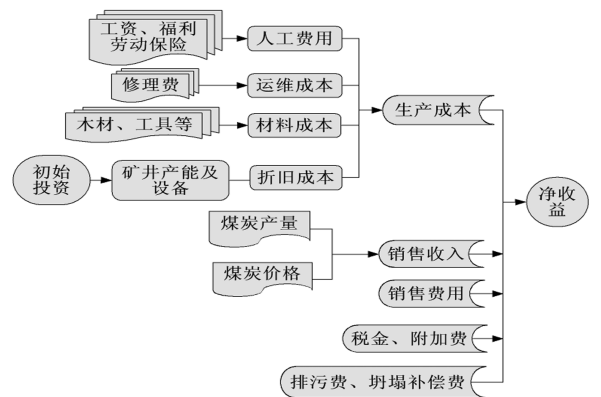 工资、福利
劳动保险
人工费用
修理费
运维成本
木材、工具等
材料成本
生产成本
初始
投资
矿井产能及
设备
折旧成本
净收
益
煤炭产量
煤炭价格
销售收入
销售费用
税金、附加费
排污费、坍塌补偿费